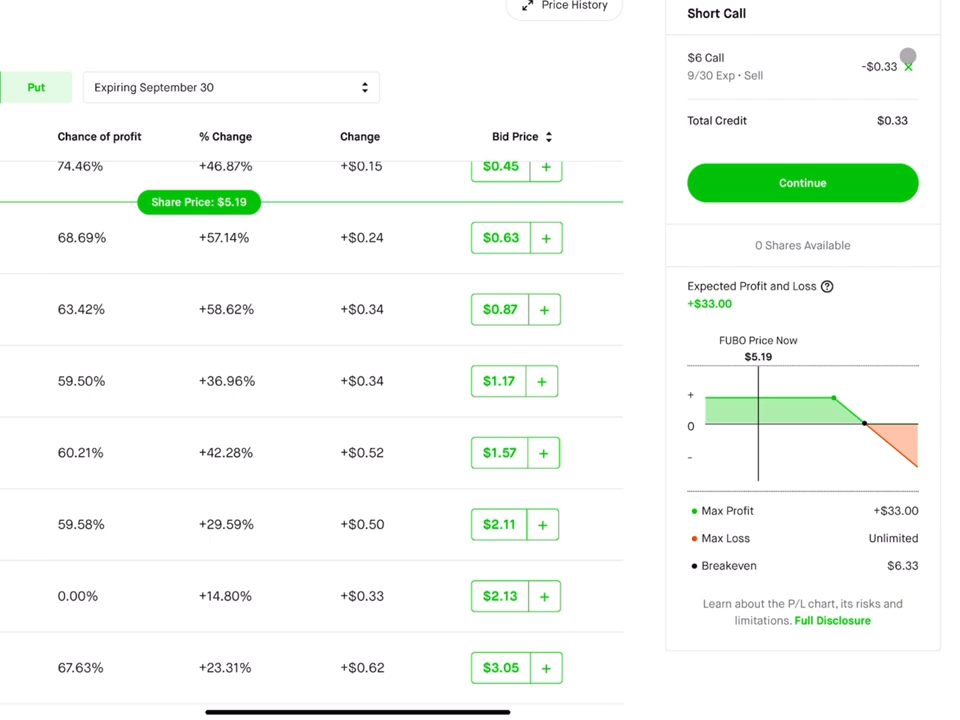 Price History
Put
Expiring September 30
Chance of profit % Change Change Bid Price
74.46% +46.87% +$0.15 $0.45 +
Share Price: $5.19
68.69% +57.14% +$0.24 $0.63 +
63.42% +58.62% +$0.34 $0.87 +
59.50% +36.96% +$0.34 $1.17 +
60.21% +42.28% +$0.52 $1.57 +
59.58% +29.59% +$0.50 $2.11 +
0.00% +14.80% +$0.33 $2.13 +
67.63% +23.31% +$0.62 $3.05 +
Short Call
$6 Call
9/30 Exp • Sell
-$0.33
Total Credit $0.33
Continue
0 Shares Available
Expected Profit and Loss
+$33.00
FUBO Price Now
$5.19
+
0
-
Max Profit +$33.00
Max Loss Unlimited
Breakeven $6.33
Learn about the P/L chart, its risks and
limitations. Full Disclosure